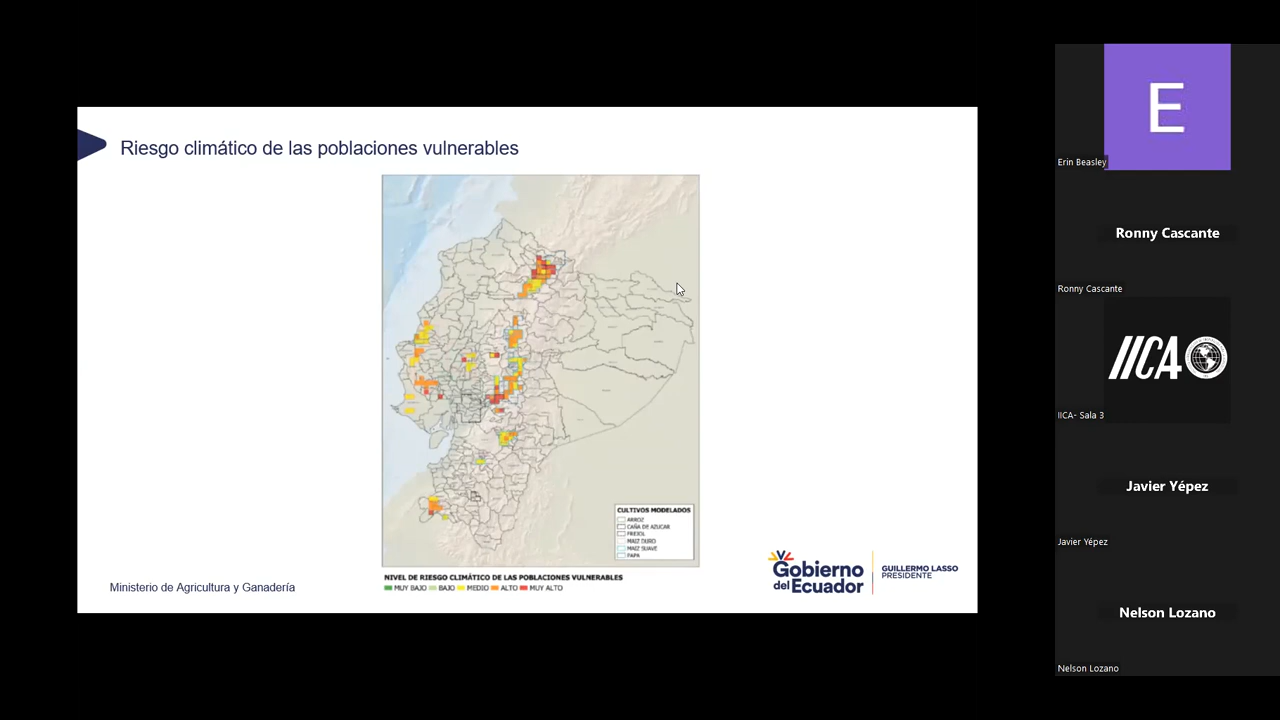 Riesgo climático de las poblaciones vulnerables
CULTIVOS MODELADOS
ARROZ
CAÑA DE AZUCAR
FREJOL
MAIZ DURO
MAIZ SUAVE
PAPA
NIVEL DE RIESGO CLIMÁTICO DE LAS POBLACIONES VULNERABLES
MUY BAJO BAJO MEDIO ALTO MUY ALTO
Ministerio de Agricultura y Ganadería
Gobierno
del Ecuador
GUILLERMO LASSO
PRESIDENTE
E
Erin Beasley
Ronny Cascante
Ronny Cascante
IICA
IICA- Sala 3
Javier Yépez
Javier Yépez
Nelson Lozano
Nelson Lozano